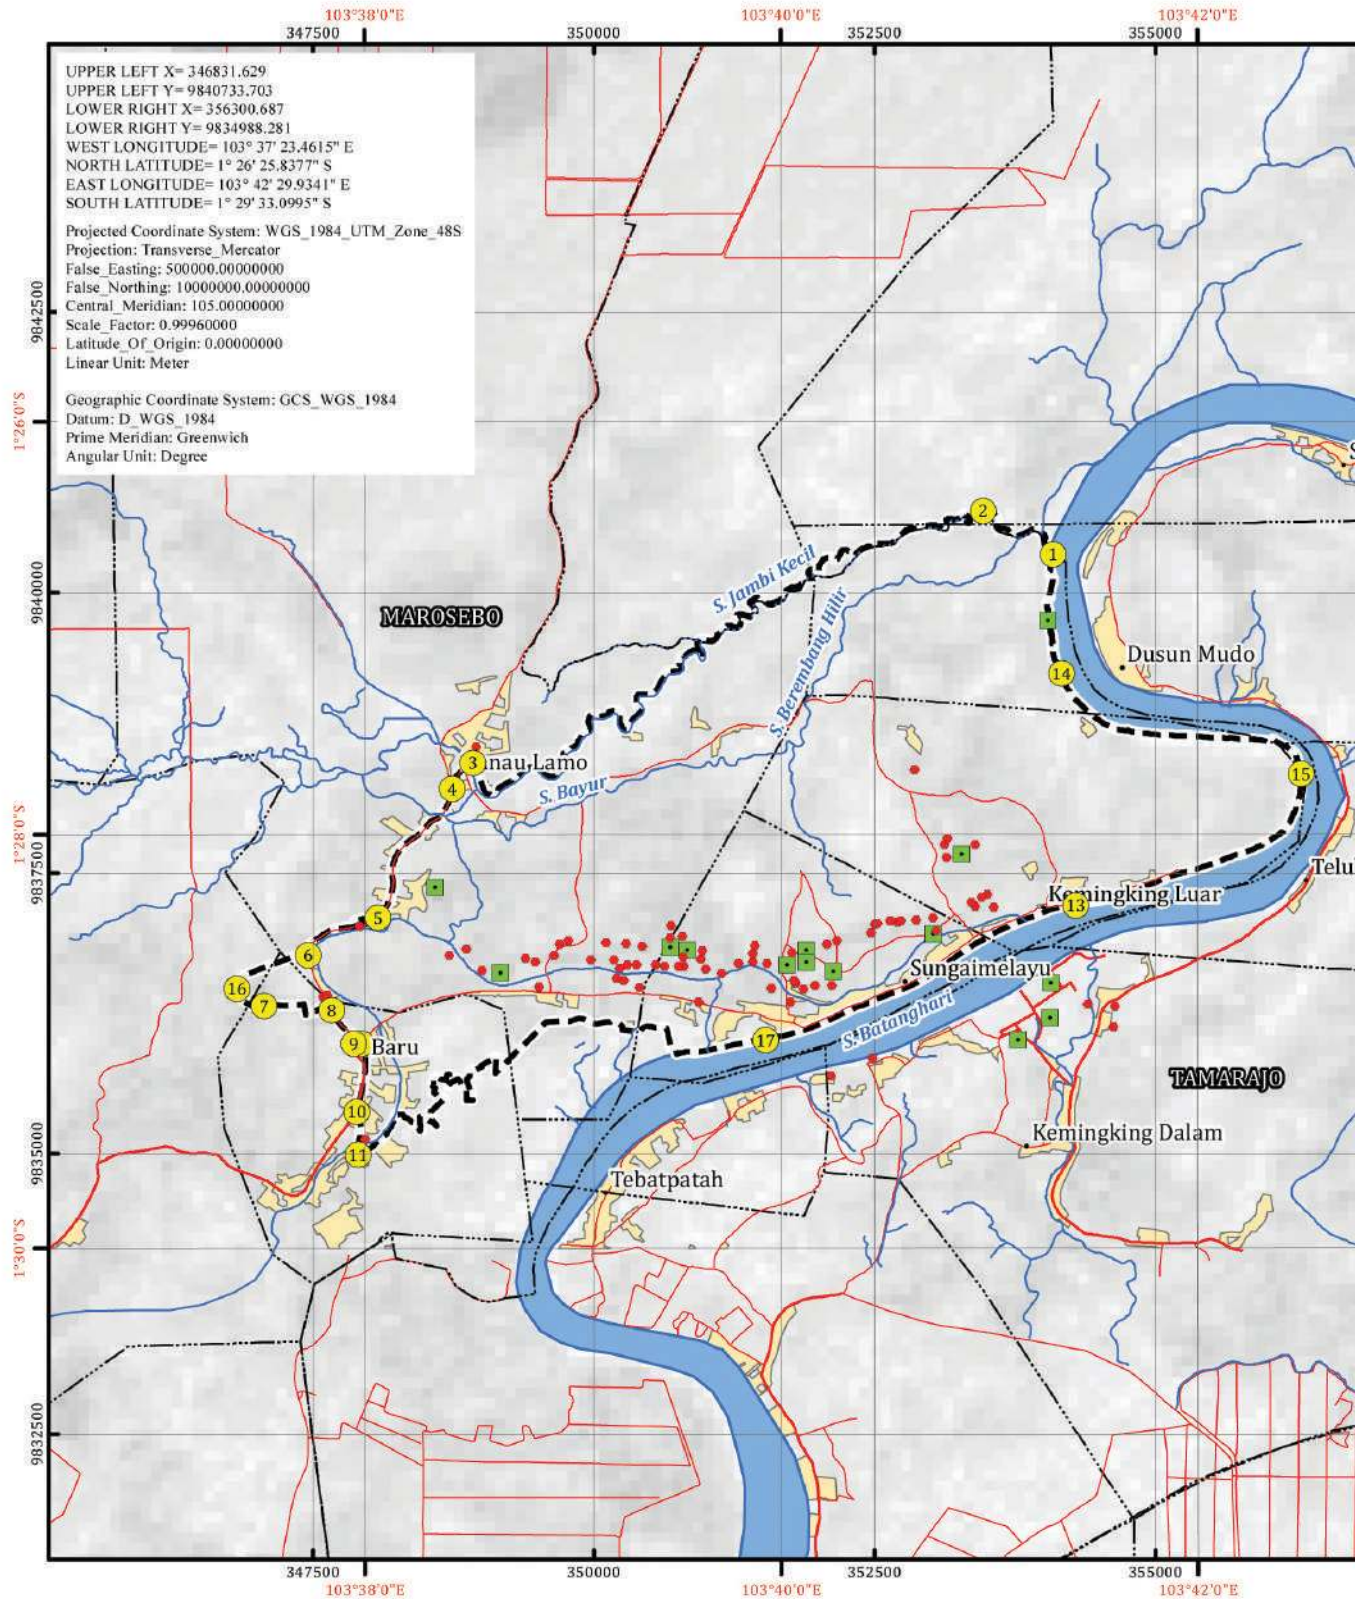 103°38'0"E
103°40'0"E
103°42'0"E
347500
350000
352500
355000
UPPER LEFT X= 346831.629
UPPER LEFT Y= 9840733.703
LOWER RIGHT X= 356300.687
LOWER RIGHT Y= 9834988.281
WEST LONGITUDE= 103° 37' 23.4615" E
NORTH LATITUDE= 1° 26' 25.8377" S
EAST LONGITUDE= 103° 42' 29.9341" E
SOUTH LATITUDE= 1° 29' 33.0995" S
Projected Coordinate System: WGS_1984_UTM_Zone_48S
Projection: Transverse_Mercator
False_Easting: 500000.00000000
False_Northing: 10000000.00000000
Central_Meridian: 105.00000000
Scale_Factor: 0.99960000
Latitude_Of_Origin: 0.00000000
Linear Unit: Meter
Geographic Coordinate System: GCS_WGS_1984
Datum: D_WGS_1984
Prime Meridian: Greenwich
Angular Unit: Degree
9842500
1°26'0"S
S
2
1
9840000
S. Jambi Kecil
MAROSEBO
S. Berembang Hilir
Dusun Mudo
14
3
inau Lamo
15
4
S. Bayur
1°28'0"S
9837500
Telu
Kemingking Luar
13
5
6
Sungaimelayu
16
7
8
S. Batanghari
17
9
Baru
TAMARAJO
10
Kemingking Dalam
11
9835000
Tebatpatah
1°30'0"S
9832500
347500
350000
352500
355000
103°38'0"E
103°40'0"E
103°42'0"E